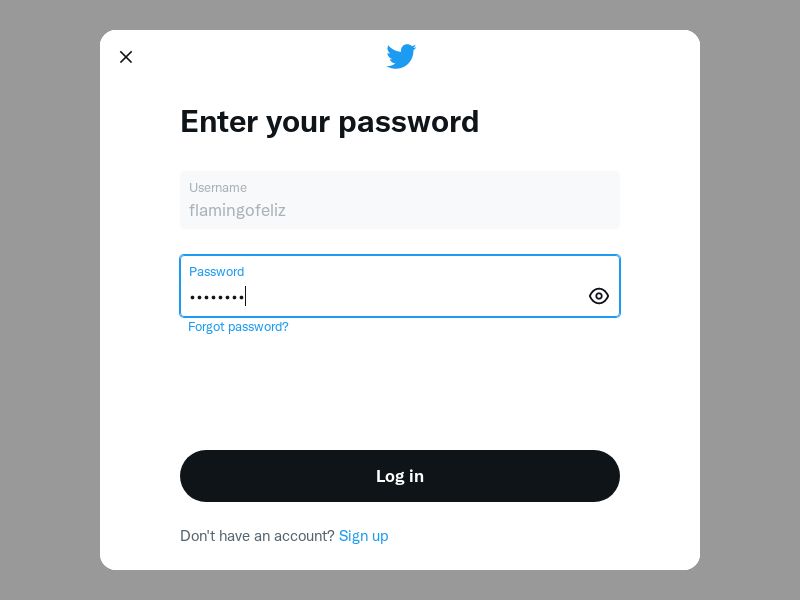 Enter your password
Username
flamingofeliz
Password
••••••••
Forgot password?
Log in
Don't have an account? Sign up